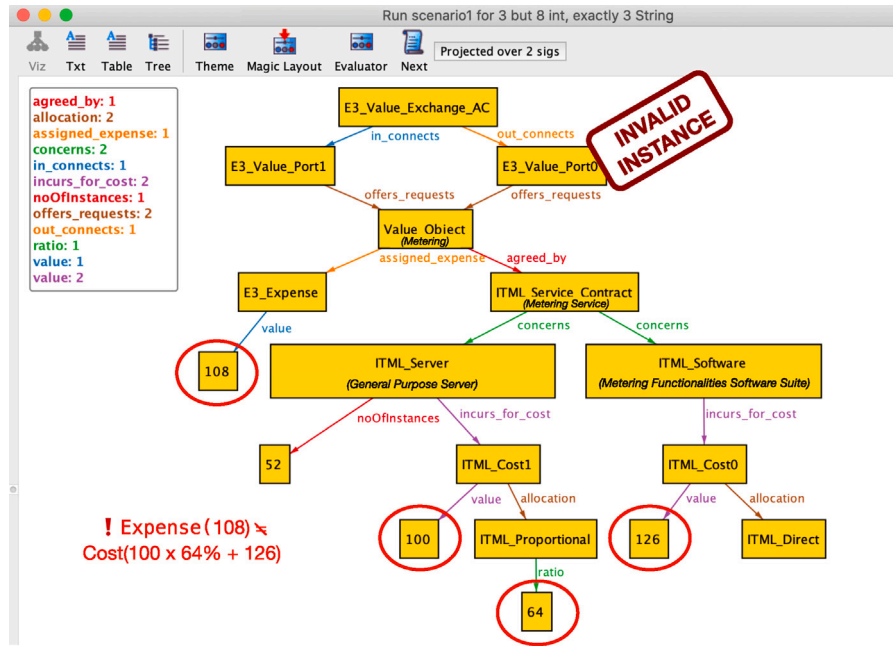 Run scenario1 for 3 but 8 int, exactly 3 String
Viz Txt Table Tree Theme Magic Layout Evaluator Next Projected over 2 sigs
agreed_by: 1
allocation: 2
assigned_expense: 1
concerns: 2
in_connects: 1
incurs_for_cost: 2
noOfInstances: 1
offers_requests: 2
out_connects: 1
ratio: 1
value: 1
value: 2
INVALID
INSTANCE
E3_Value_Exchange_AC
in_connects out_connects
E3_Value_Port1 E3_Value_Port0
offers_requests offers_requests
Value_Object
(Metering)
assigned_expense agreed_by
E3_Expense ITML_Service_Contract
(Metering Service)
value concerns concerns
108 ITML_Server ITML_Software
(General Purpose Server) (Metering Functionalities Software Suite)
noOfInstances incurs_for_cost incurs_for_cost
52 ITML_Cost1 ITML_Cost0
value allocation value allocation
100 ITML_Proportional 126 ITML_Direct
! Expense(108) ≭
Cost(100 x 64% + 126)
ratio
64